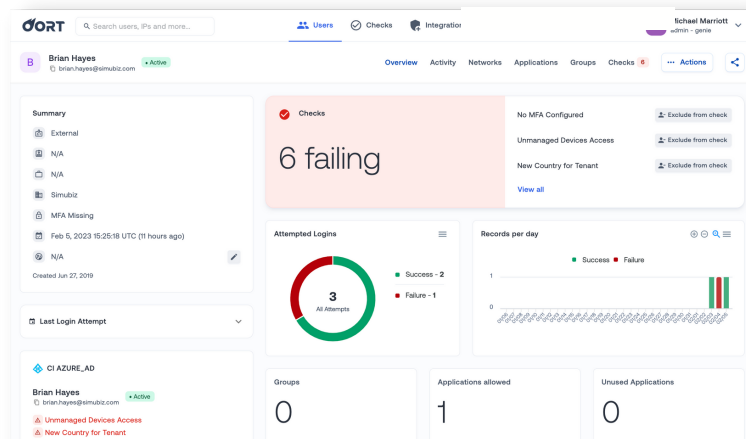 OORT
Search users, IPs and more...
Users
Checks
Integration
Michael Marriott
admin - genie
B
Brian Hayes
brian.hayes@simubiz.com
• Active
Overview
Activity
Networks
Applications
Groups
Checks 6
••• Actions
Summary
External
N/A
N/A
Simubiz
MFA Missing
Feb 5, 2023 15:25:18 UTC (11 hours ago)
N/A
Created Jun 27, 2019
Checks
6 failing
No MFA Configured
Exclude from check
Unmanaged Devices Access
Exclude from check
New Country for Tenant
Exclude from check
View all
Attempted Logins
3
All Attempts
Success - 2
Failure - 1
Records per day
Success
Failure
1
0
Last Login Attempt
CI AZURE_AD
Brian Hayes
brian.hayes@simubiz.com
• Active
Unmanaged Devices Access
New Country for Tenant
Groups
0
Applications allowed
1
Unused Applications
0